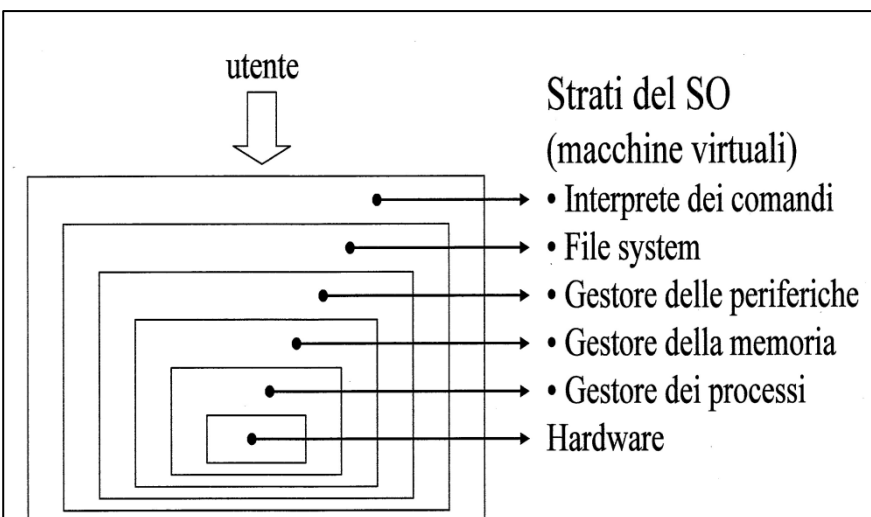 utente
Strati del SO
(macchine virtuali)
• Interprete dei comandi
• File system
• Gestore delle periferiche
• Gestore della memoria
• Gestore dei processi
Hardware